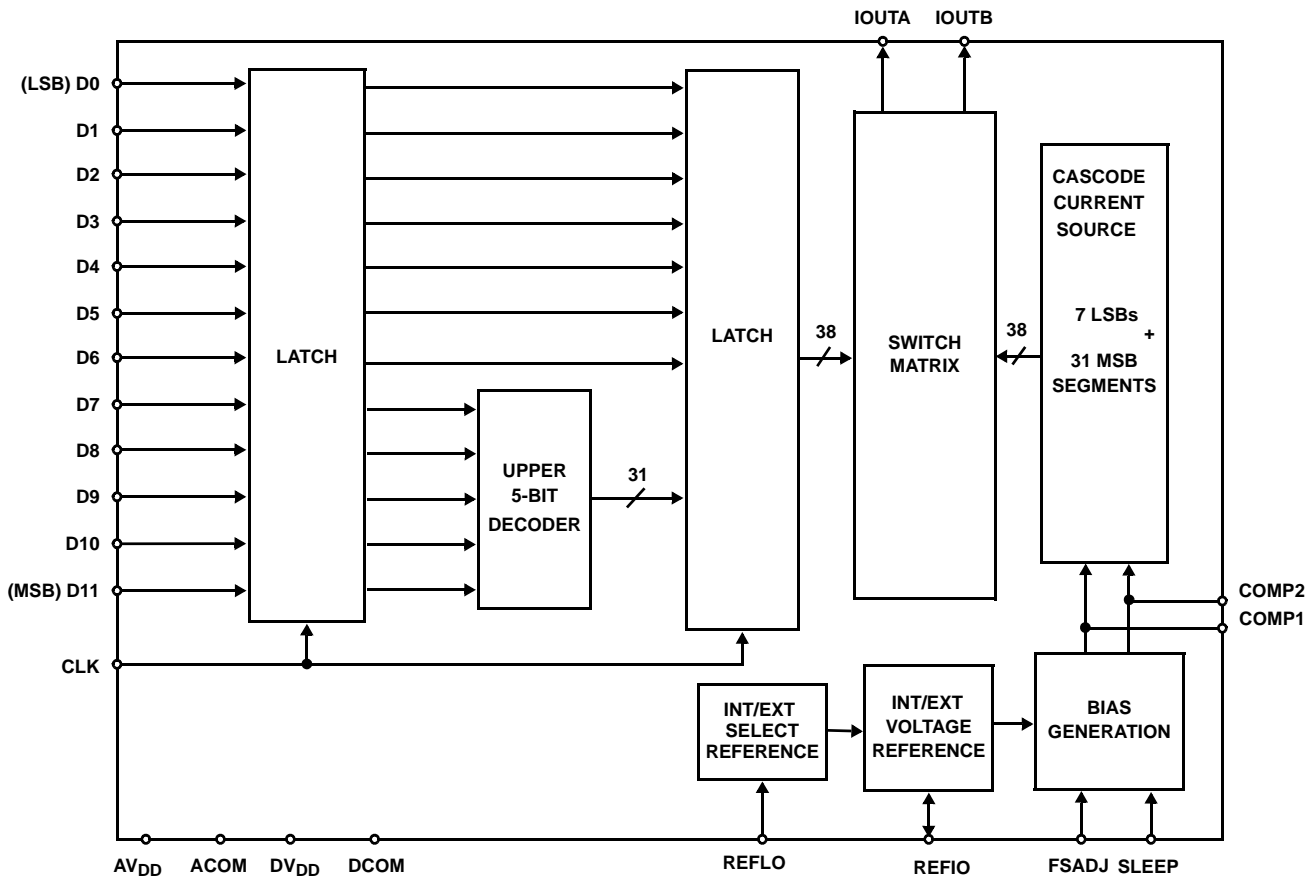 IOUTA IOUTB
(LSB) D0
D1
D2
D3
D4
D5
D6
D7
D8
D9
D10
(MSB) D11
CLK
LATCH
UPPER
5-BIT
DECODER
31
LATCH
38
SWITCH
MATRIX
38
CASCODE
CURRENT
SOURCE
7 LSBs
+
31 MSB
SEGMENTS
COMP2
COMP1
INT/EXT
SELECT
REFERENCE
INT/EXT
VOLTAGE
REFERENCE
BIAS
GENERATION
AVDD ACOM DVDD DCOM REFLO REFIO FSADJ SLEEP